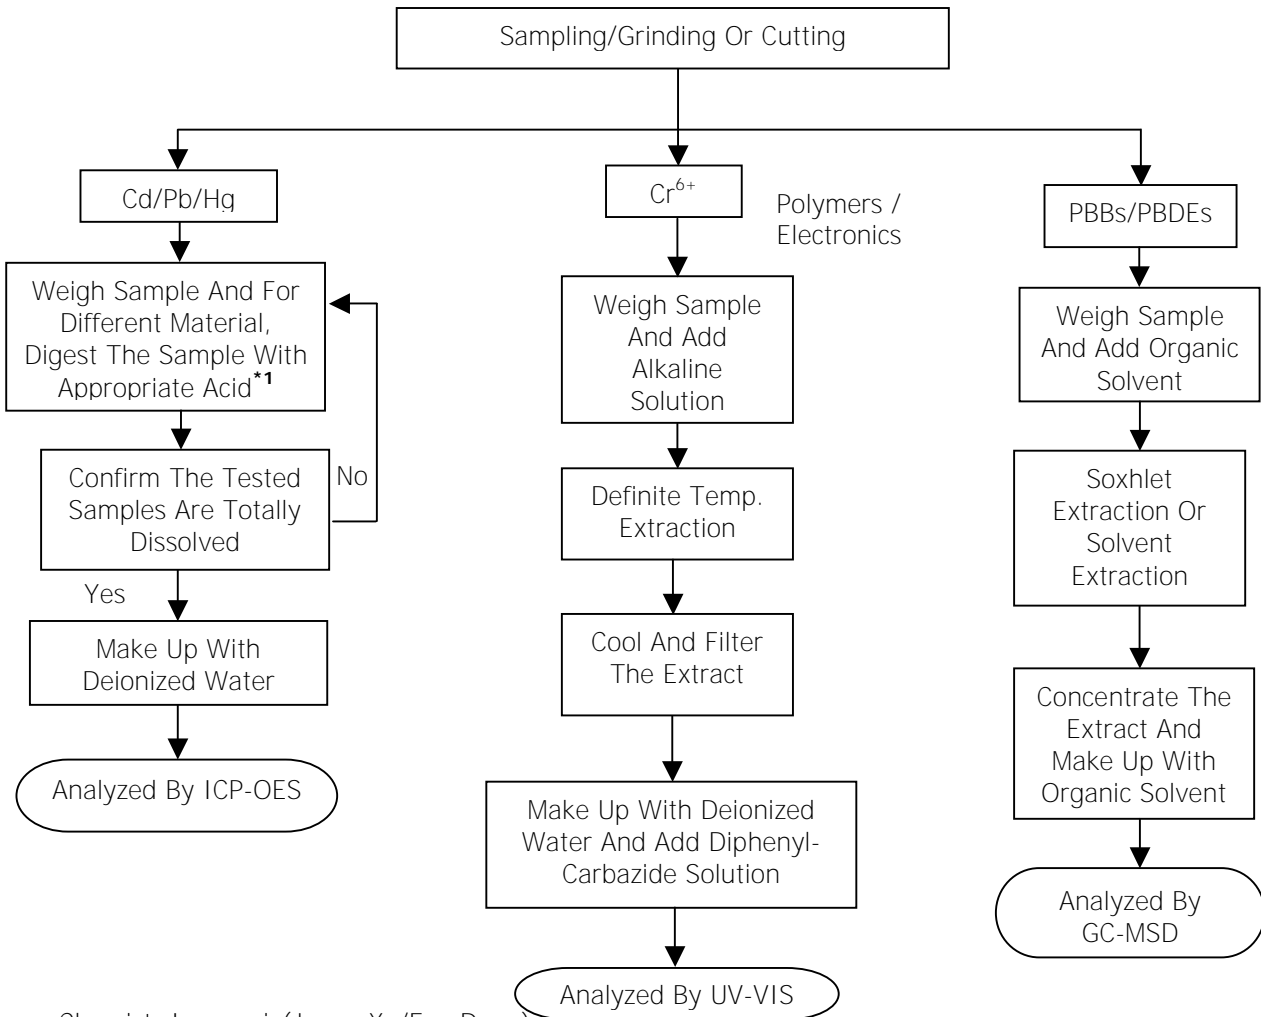 Sampling/Grinding Or Cutting
Cd/Pb/Hg
Weigh Sample And For
Different Material,
Digest The Sample With
Appropriate Acid*1
Confirm The Tested
Samples Are Totally
Dissolved
No
Yes
Make Up With
Deionized Water
Analyzed By ICP-OES
Cr6+
Polymers /
Electronics
Weigh Sample
And Add
Alkaline
Solution
Definite Temp.
Extraction
Cool And Filter
The Extract
Make Up With Deionized
Water And Add Diphenyl-
Carbazide Solution
Analyzed By UV-VIS
PBBs/PBDEs
Weigh Sample
And Add Organic
Solvent
Soxhlet
Extraction Or
Solvent
Extraction
Concentrate The
Extract And
Make Up With
Organic Solvent
Analyzed By
GC-MSD